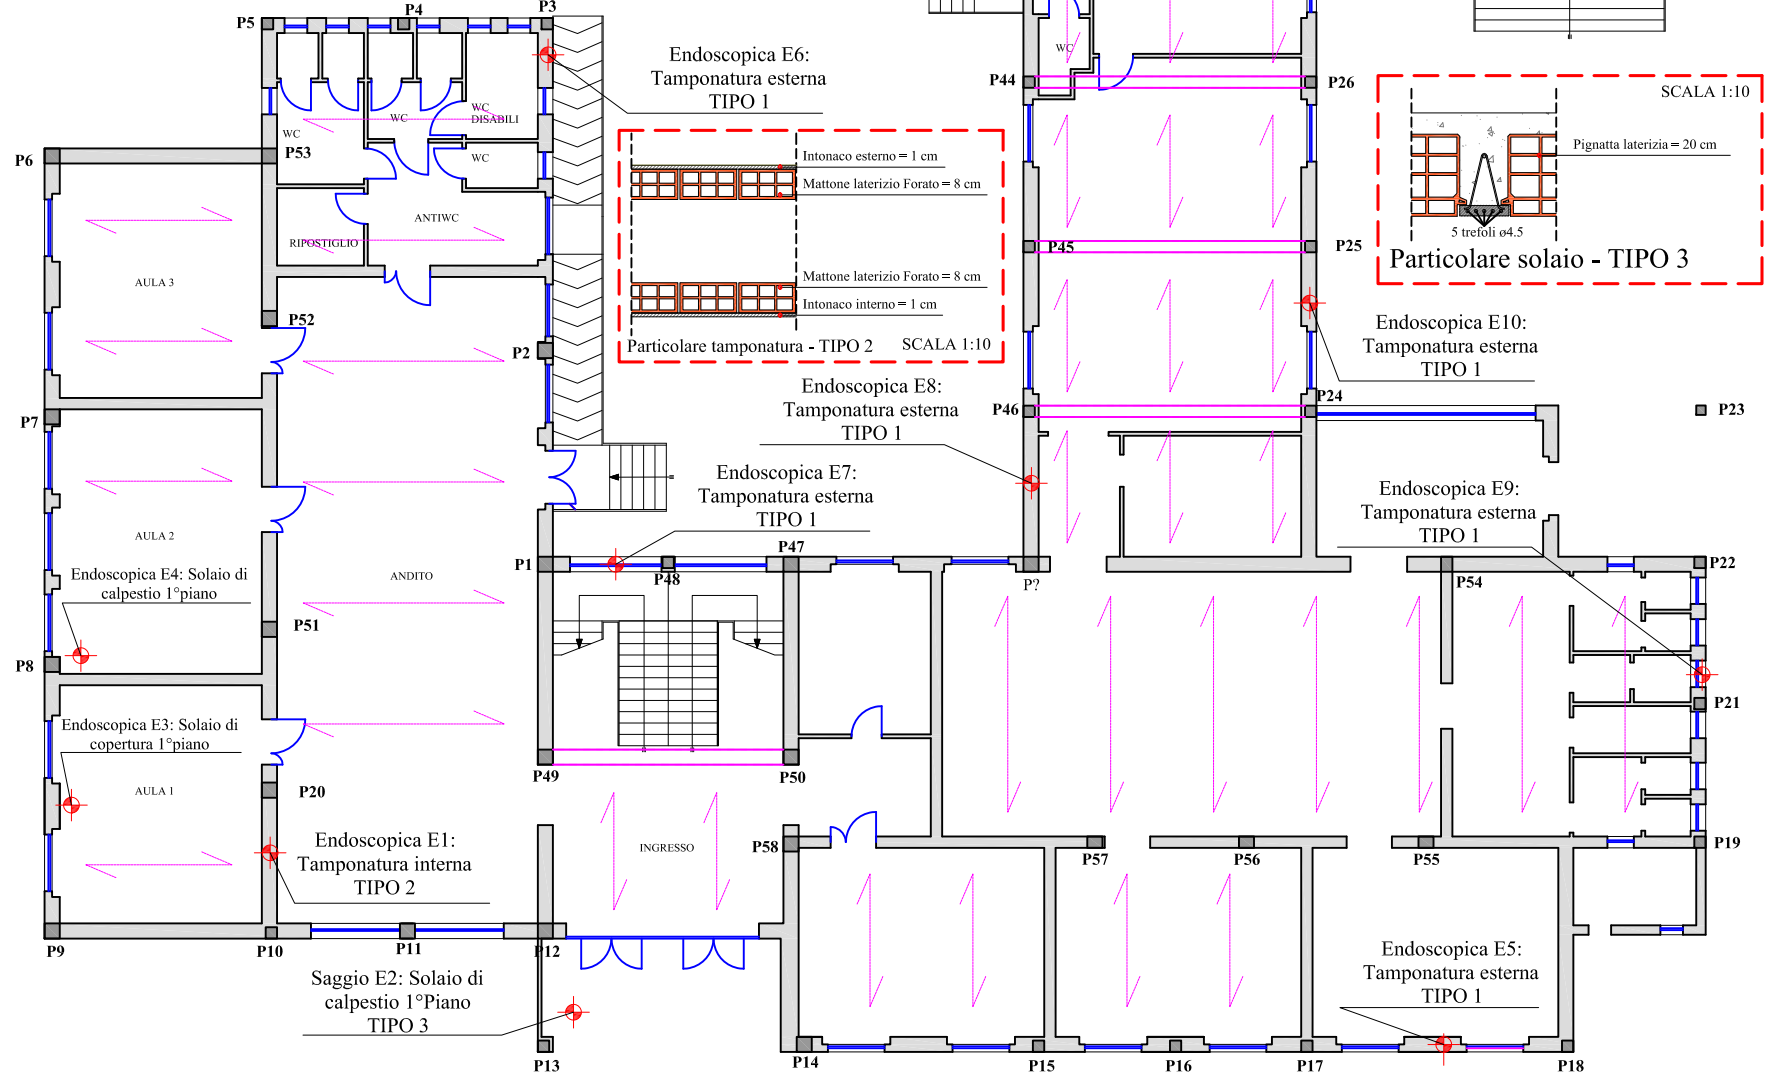 P5
P4
P3
Endoscopica E6:
Tamponatura esterna
TIPO 1
WC
P44
P26
SCALA 1:10
Pignatta laterizia = 20 cm
5 trefoli ø4.5
Particolare solaio - TIPO 3
WC
WC
WC
DISABILI
WC
P6
P53
Intonaco esterno = 1 cm
Mattone laterizio Forato = 8 cm
Mattone laterizio Forato = 8 cm
Intonaco interno = 1 cm
Particolare tamponatura - TIPO 2
SCALA 1:10
ANTIWC
RIPOSTIGLIO
P45
P25
AULA 3
P52
P2
Endoscopica E10:
Tamponatura esterna
TIPO 1
Endoscopica E8:
Tamponatura esterna
TIPO 1
P46
P24
P23
P7
Endoscopica E7:
Tamponatura esterna
TIPO 1
Endoscopica E9:
Tamponatura esterna
TIPO 1
AULA 2
P1
P48
P47
P?
P54
P22
Endoscopica E4: Solaio di
calpestio 1°piano
ANDITO
P51
P8
P21
Endoscopica E3: Solaio di
copertura 1°piano
AULA 1
P20
P49
P50
Endoscopica E1:
Tamponatura interna
TIPO 2
INGRESSO
P58
P57
P56
P55
P19
P9
P10
P11
P12
Saggio E2: Solaio di
calpestio 1°Piano
TIPO 3
Endoscopica E5:
Tamponatura esterna
TIPO 1
P13
P14
P15
P16
P17
P18